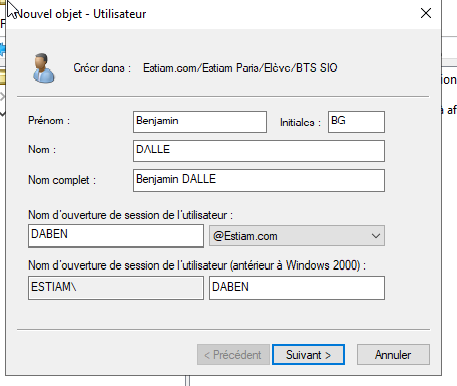 Nouvel objet - Utilisateur
Créer dans : Estiam.com/Estiam Paris/Elève/BTS SIO
Prénom : Benjamin Initiales : BG
Nom : DALLE
Nom complet : Benjamin DALLE
Nom d'ouverture de session de l'utilisateur :
DABEN @Estiam.com
Nom d'ouverture de session de l'utilisateur (antérieur à Windows 2000) :
ESTIAM\ DABEN
< Précédent Suivant > Annuler